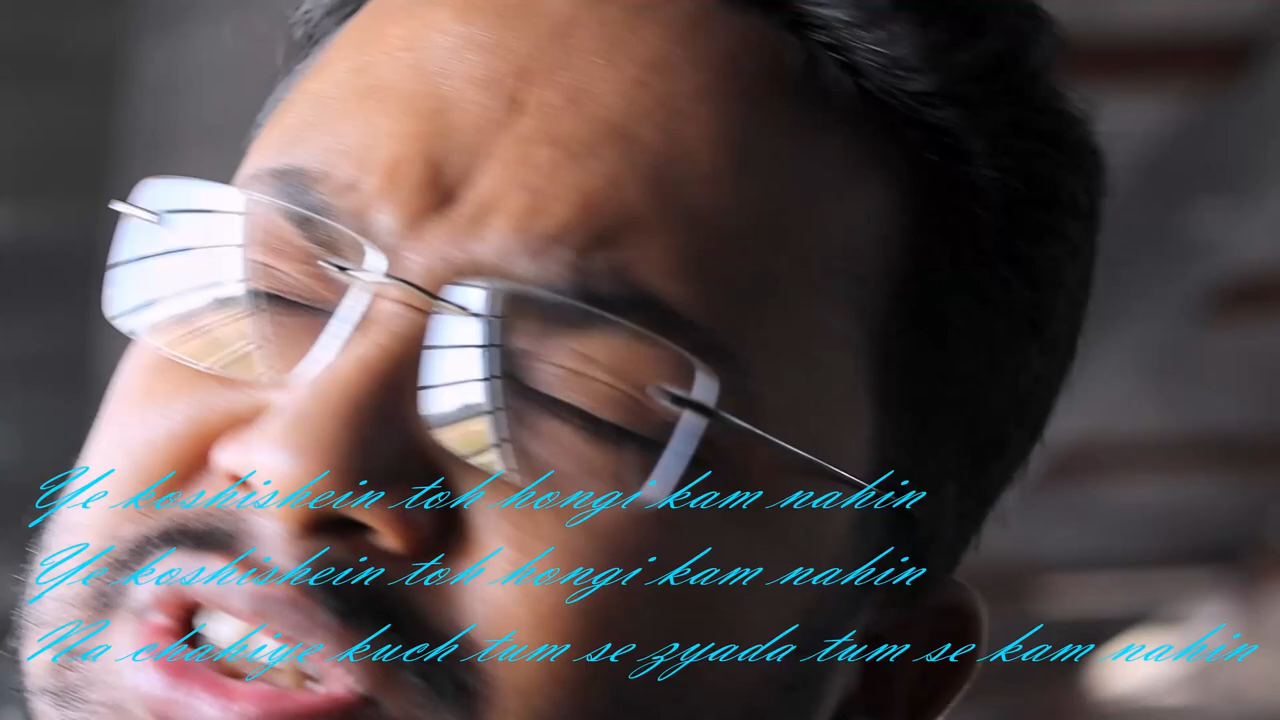 Ye koshishein toh hongi kam nahin
Ye koshishein toh hongi kam nahin
Na chahiye kuch tum se zyada tum se kam nahin